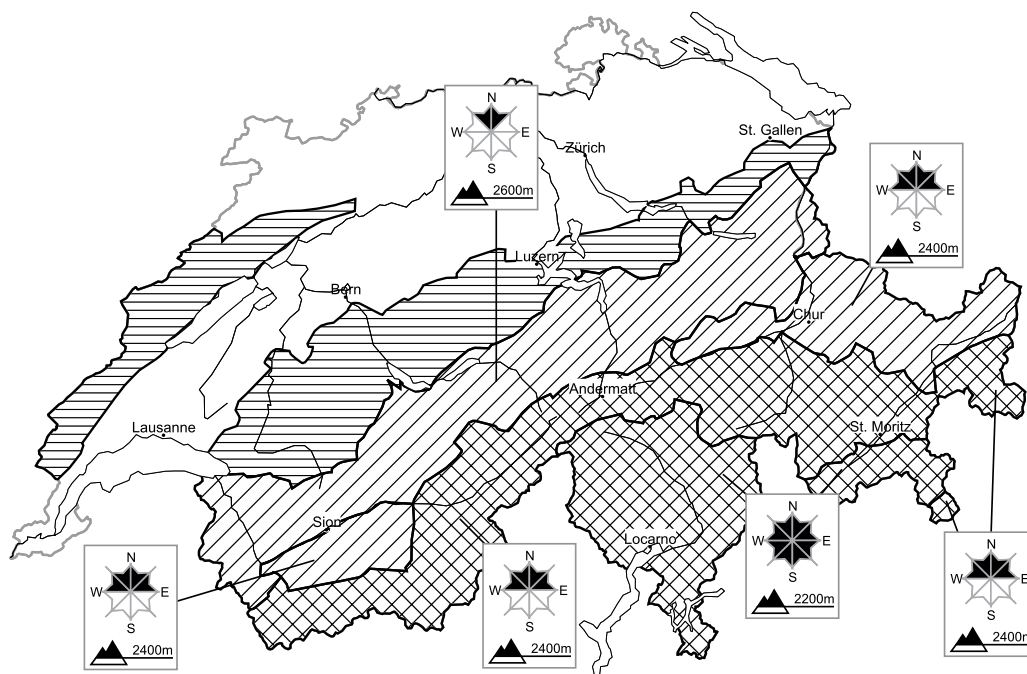 N
W E
S
2600m
St. Gallen
Zürich
N
W E
S
2400m
Luzern
Bern
Chur
Andermatt
Lausanne
St. Moritz
Sion
Locarno
N
W E
S
2200m
N
W E
S
2400m
N
W E
S
2400m
N
W E
S
2400m